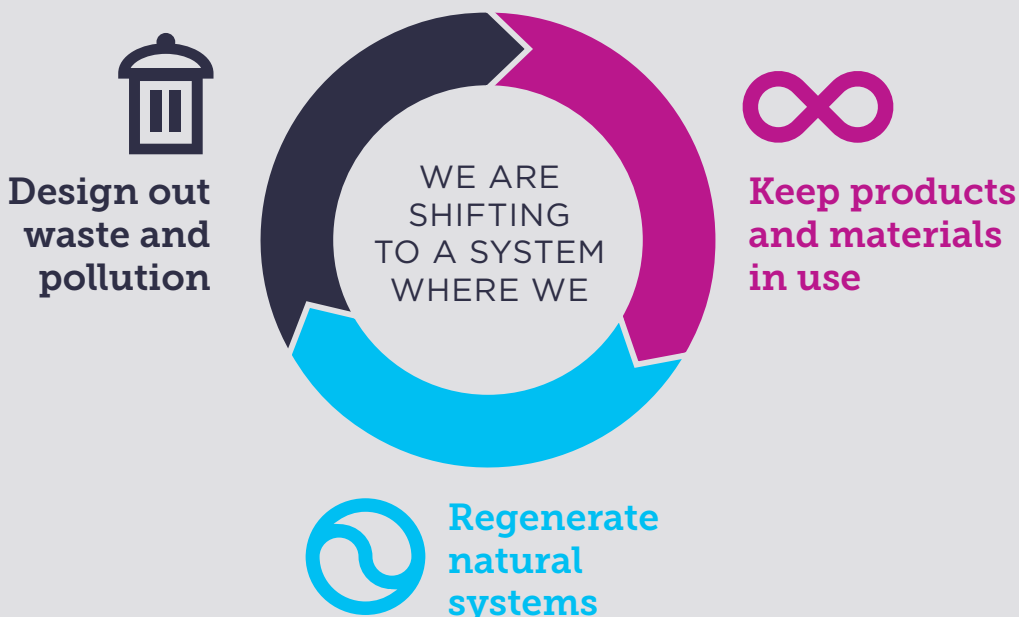 WE ARE
SHIFTING
TO A SYSTEM
WHERE WE
Design out
waste and
pollution
Keep products
and materials
in use
Regenerate
natural
systems